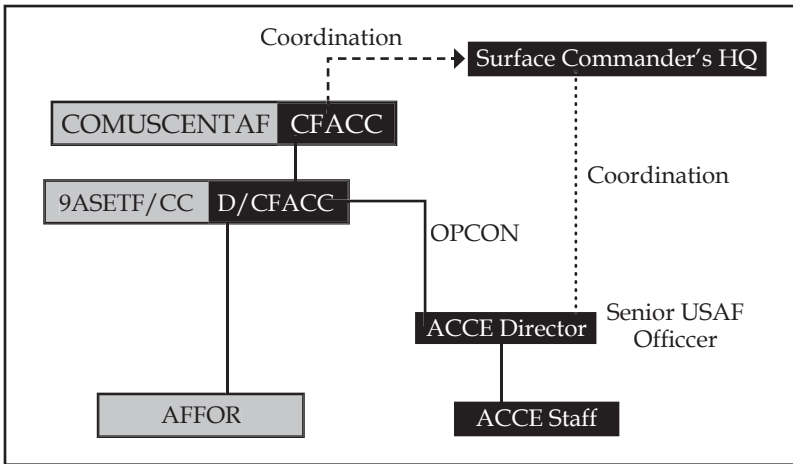 Coordination
Surface Commander's HQ
COMUSCENTAF CFACC
9ASETF/CC D/CFACC
Coordination
OPCON
ACCE Director
Senior USAF
Officcer
AFFOR
ACCE Staff